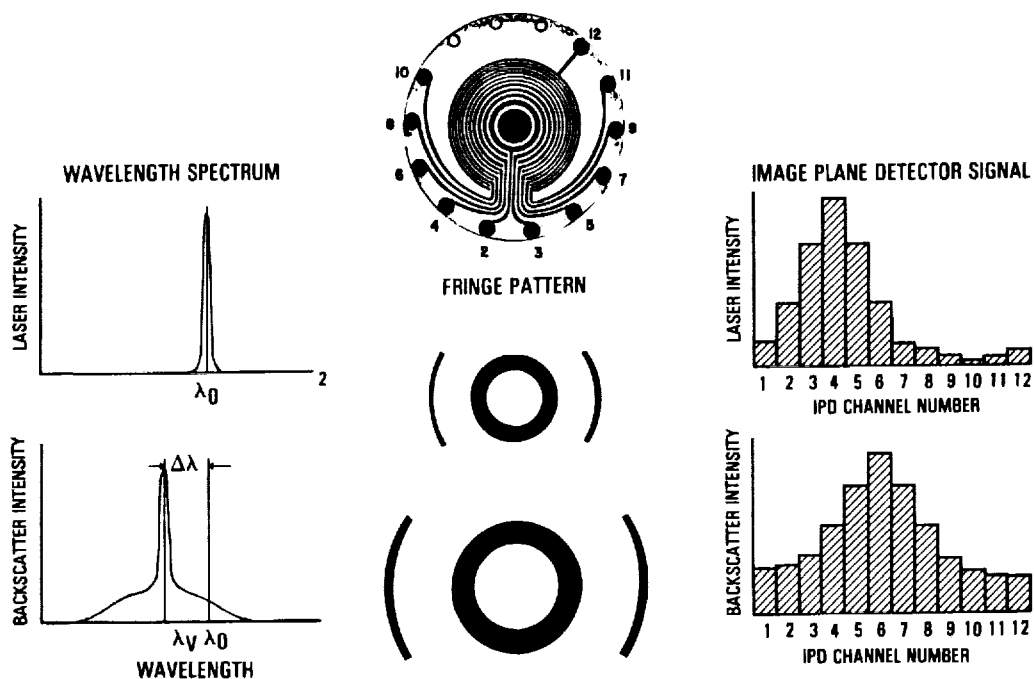 12
10
11
8
9
6
7
4
5
2
3
FRINGE PATTERN
WAVELENGTH SPECTRUM
LASER INTENSITY
λ0
2
BACKSCATTER INTENSITY
Δλ
λV λ0
WAVELENGTH
IMAGE PLANE DETECTOR SIGNAL
LASER INTENSITY
1 2 3 4 5 6 7 8 9 10 11 12
IPD CHANNEL NUMBER
BACKSCATTER INTENSITY
1 2 3 4 5 6 7 8 9 10 11 12
IPD CHANNEL NUMBER